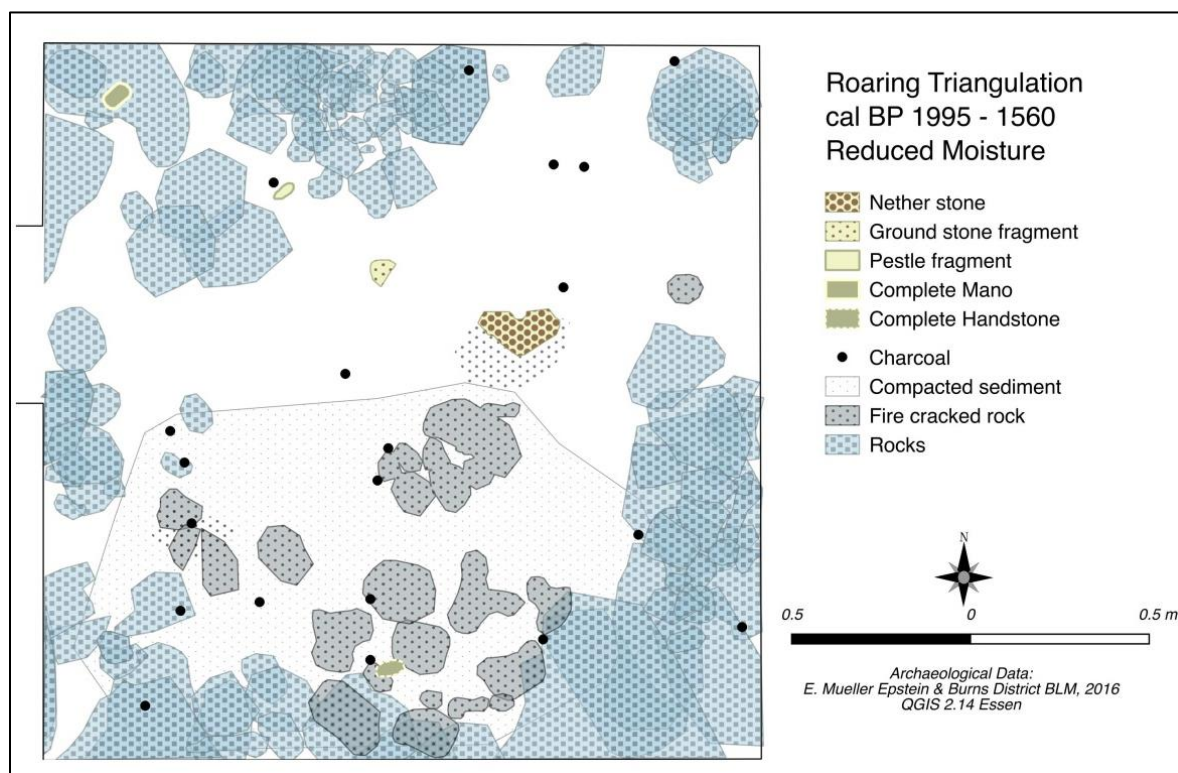 Roaring Triangulation
cal BP 1995 - 1560
Reduced Moisture
Nether stone
Ground stone fragment
Pestle fragment
Complete Mano
Complete Handstone
Charcoal
Compacted sediment
Fire cracked rock
Rocks
N
0.5 0 0.5 m
Archaeological Data:
E. Mueller Epstein & Burns District BLM, 2016
QGIS 2.14 Essen